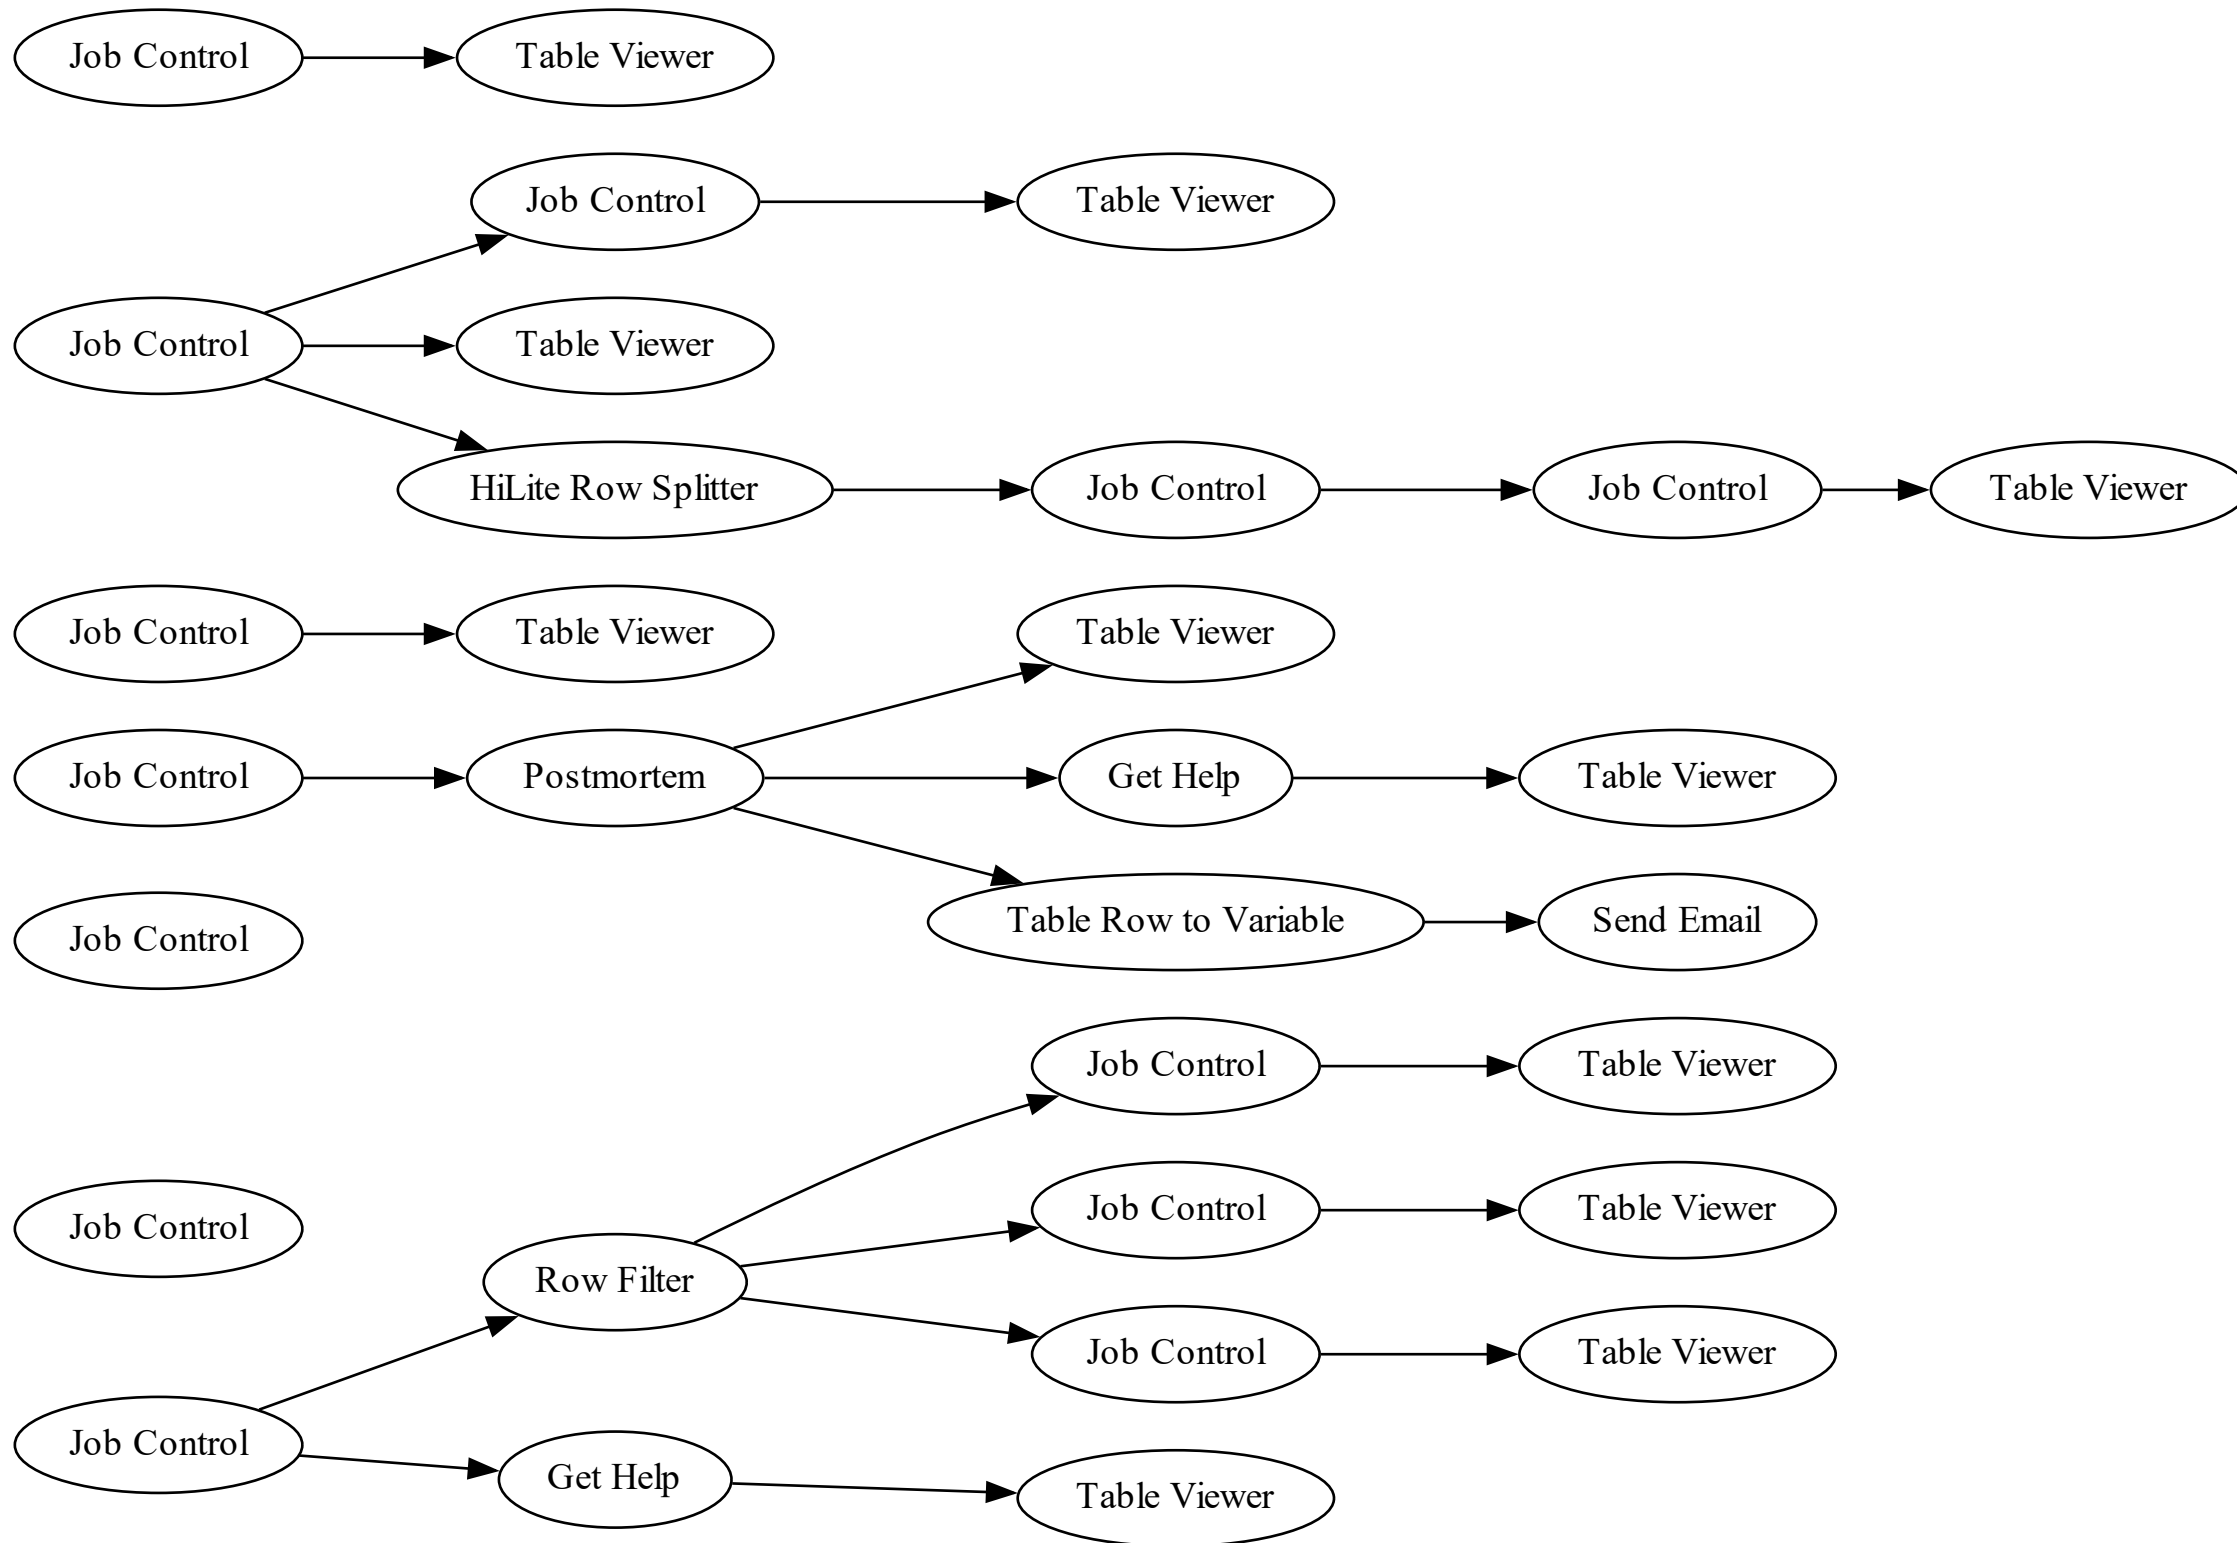 Job Control
Table Viewer
Job Control
Table Viewer
Job Control
Table Viewer
HiLite Row Splitter
Job Control
Job Control
Table Viewer
Job Control
Table Viewer
Table Viewer
Job Control
Postmortem
Get Help
Table Viewer
Table Row to Variable
Send Email
Job Control
Job Control
Table Viewer
Job Control
Job Control
Table Viewer
Row Filter
Job Control
Table Viewer
Job Control
Get Help
Table Viewer